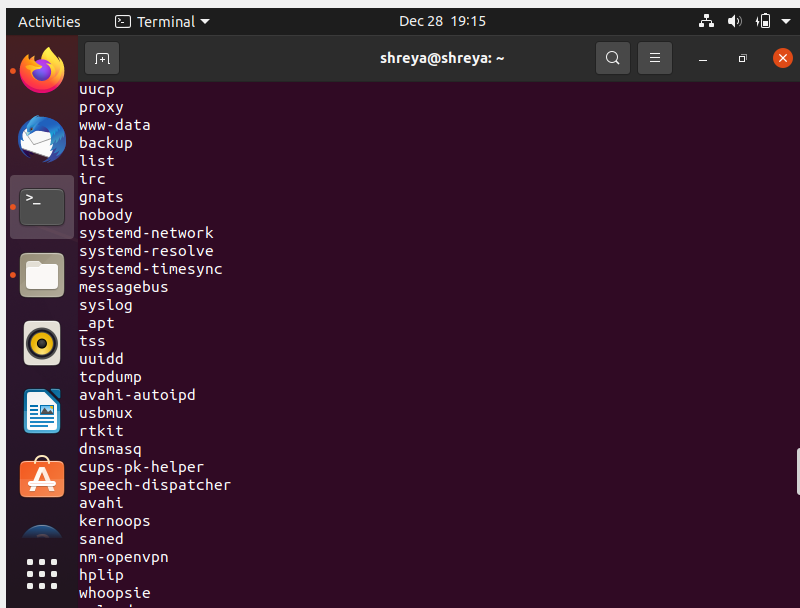 Activities Terminal Dec 28 19:15
shreya@shreya: ~
uucp
proxy
www-data
backup
list
irc
gnats
nobody
systemd-network
systemd-resolve
systemd-timesync
messagebus
syslog
_apt
tss
uuidd
tcpdump
avahi-autoipd
usbmux
rtkit
dnsmasq
cups-pk-helper
speech-dispatcher
avahi
kernoops
saned
nm-openvpn
hplip
whoopsie